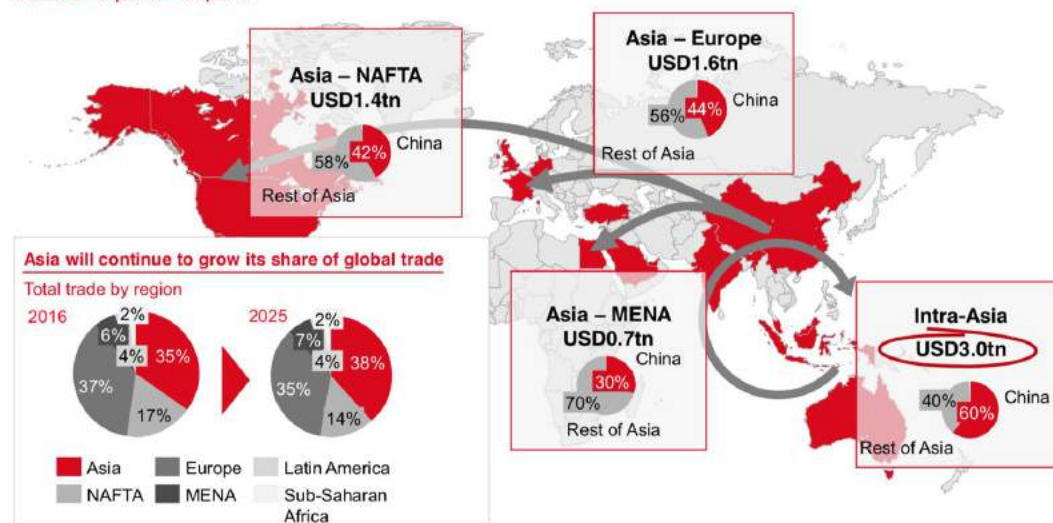 Asia – NAFTA
USD1.4tn
42%
China
58%
Rest of Asia
Asia – Europe
USD1.6tn
44%
China
56%
Rest of Asia
Asia will continue to grow its share of global trade
Total trade by region
2016
2%
6%
4%
35%
37%
17%
2025
2%
7%
4%
38%
35%
14%
Asia
Europe
Latin America
NAFTA
MENA
Sub-Saharan
Africa
Asia – MENA
USD0.7tn
China
30%
70%
Rest of Asia
Intra-Asia
USD3.0tn
China
40%
60%
Rest of Asia